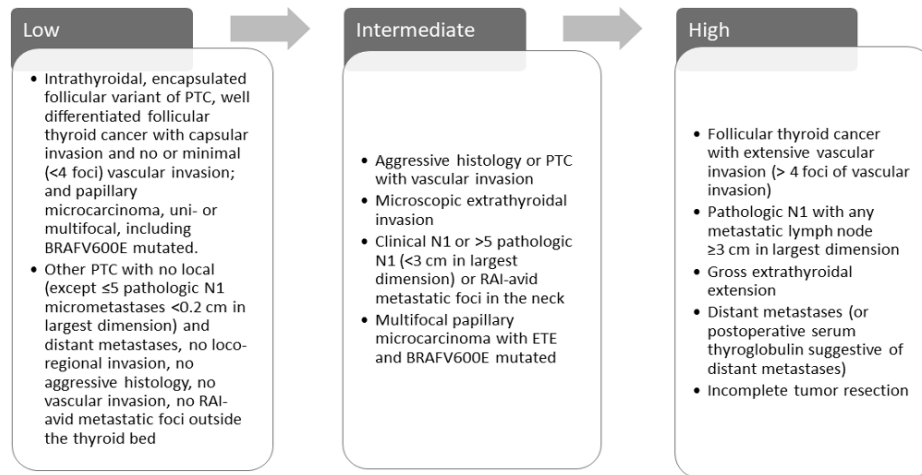 Low
Intermediate
High
• Intrathyroidal, encapsulated
follicular variant of PTC, well
differentiated follicular
thyroid cancer with capsular
invasion and no or minimal
(<4 foci) vascular invasion;
and papillary
microcarcinoma, uni- or
multifocal, including
BRAFV600E mutated.
• Other PTC with no local
(except ≤5 pathologic N1
micrometastases <0.2 cm in
largest dimension) and
distant metastases, no loco-
regional invasion, no
aggressive histology, no
vascular invasion, no RAI-
avid metastatic foci outside
the thyroid bed
• Aggressive histology or PTC
with vascular invasion
• Microscopic extrathyroidal
invasion
• Clinical N1 or >5 pathologic
N1 (<3 cm in largest
dimension) or RAI-avid
metastatic foci in the neck
• Multifocal papillary
microcarcinoma with ETE
and BRAFV600E mutated
• Follicular thyroid cancer
with extensive vascular
invasion (> 4 foci of vascular
invasion)
• Pathologic N1 with any
metastatic lymph node
≥3 cm in largest dimension
• Gross extrathyroidal
extension
• Distant metastases (or
postoperative serum
thyroglobulin suggestive of
distant metastases)
• Incomplete tumor resection